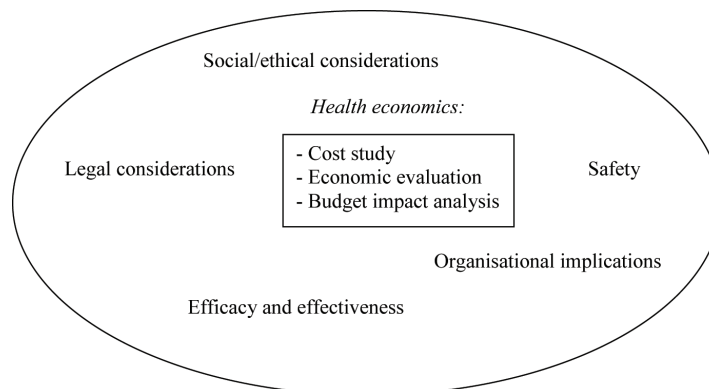 Social/ethical considerations
Health economics:
Legal considerations
- Cost study
- Economic evaluation
- Budget impact analysis
Safety
Organisational implications
Efficacy and effectiveness